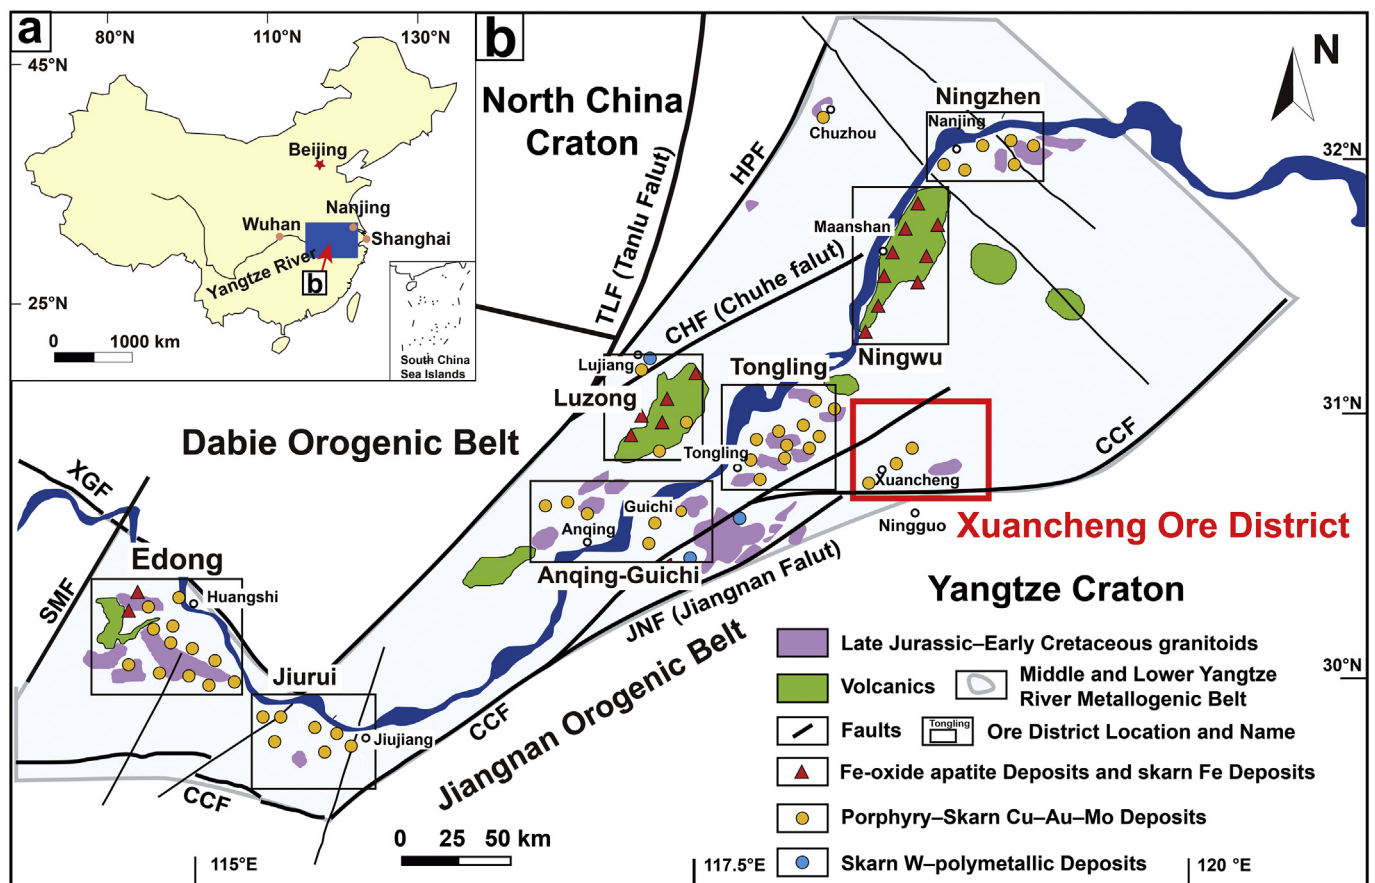 a
80°N
110°N
130°N
45°N
25°N
Beijing
Nanjing
Wuhan
Shanghai
Yangtze River
b
0
1000 km
South China
Sea Islands
b
N
North China
Craton
TLF (Tanlu Falut)
HPF
CHF (Chuhe falut)
Chuzhou
Ningzhen
Nanjing
32°N
Maanshan
Ningwu
Lujiang
Luzong
Tongling
Tongling
31°N
CCF
Xuancheng
Ningguo
Xuancheng Ore District
Dabie Orogenic Belt
XGF
SMF
Edong
Huangshi
Anqing
Guichi
Anqing-Guichi
JNF (Jiangnan Falut)
Yangtze Craton
Jiurui
Jiujiang
CCF
CCF
Jiangnan Orogenic Belt
30°N
Late Jurassic–Early Cretaceous granitoids
Volcanics
Middle and Lower Yangtze
River Metallogenic Belt
Faults
Tongling
Ore District Location and Name
Fe-oxide apatite Deposits and skarn Fe Deposits
Porphyry–Skarn Cu–Au–Mo Deposits
Skarn W–polymetallic Deposits
0
25
50 km
115°E
117.5°E
120 °E